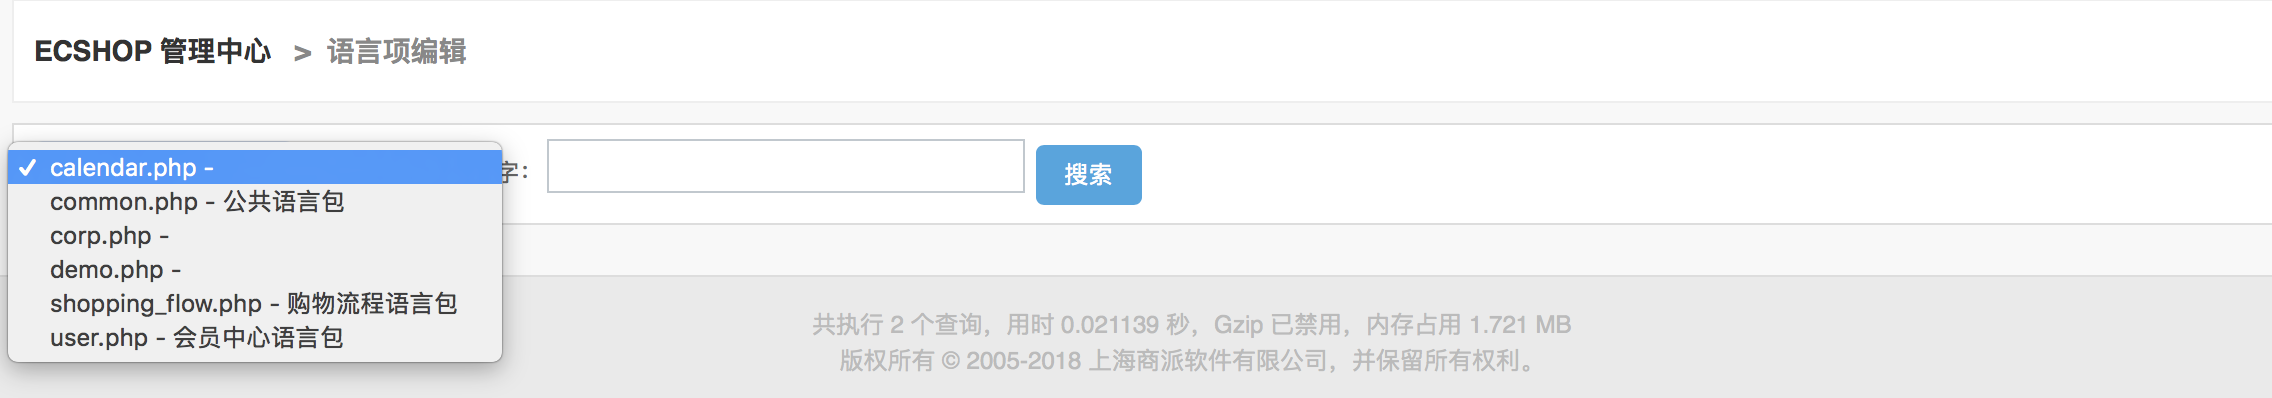 ECSHOP 管理中心 > 语言项编辑
calendar.php -
字：
搜索
common.php - 公共语言包
corp.php -
demo.php -
shopping_flow.php - 购物流程语言包
user.php - 会员中心语言包
共执行 2 个查询，用时 0.021139 秒，Gzip 已禁用，内存占用 1.721 MB
版权所有 © 2005-2018 上海商派软件有限公司，并保留所有权利。